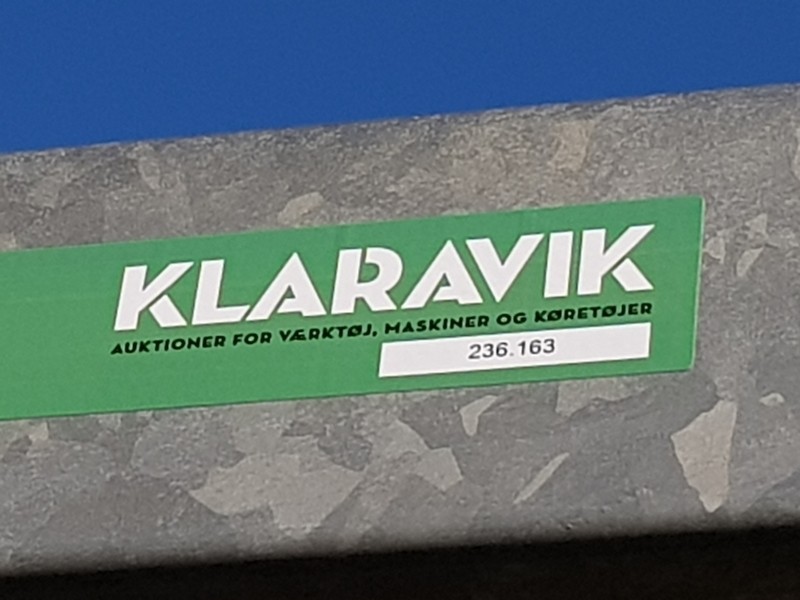 KLARAVIK
AUKTIONER FOR VÆRKTØJ, MASKINER OG KØRETØJER
236.163